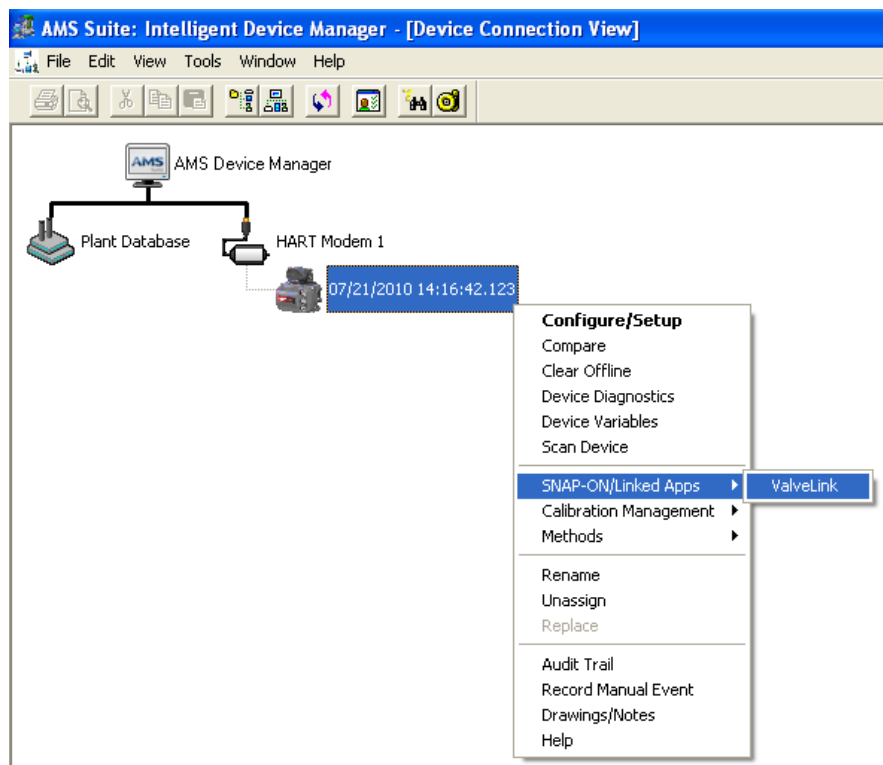 AMS Suite: Intelligent Device Manager - [Device Connection View]
File Edit View Tools Window Help
AMS
AMS Device Manager
Plant Database
HART Modem 1
07/21/2010 14:16:42.123
Configure/Setup
Compare
Clear Offline
Device Diagnostics
Device Variables
Scan Device
SNAP-ON/Linked Apps
ValveLink
Calibration Management
Methods
Rename
Unassign
Replace
Audit Trail
Record Manual Event
Drawings/Notes
Help